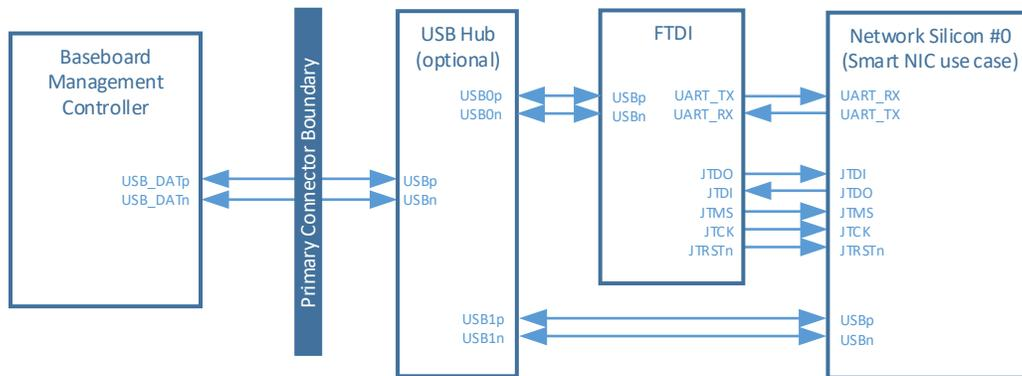 Baseboard
Management
Controller
USB_DATp
USB_DATn
Primary Connector Boundary
USB Hub
(optional)
USB0p
USB0n
USBp
USBn
USB1p
USB1n
FTDI
USBp
USBn
UART_TX
UART_RX
JTDO
JTDI
JTMS
JTCK
JTRSTn
Network Silicon #0
(Smart NIC use case)
UART_RX
UART_TX
JTDI
JTDO
JTMS
JTCK
JTRSTn
USBp
USBn